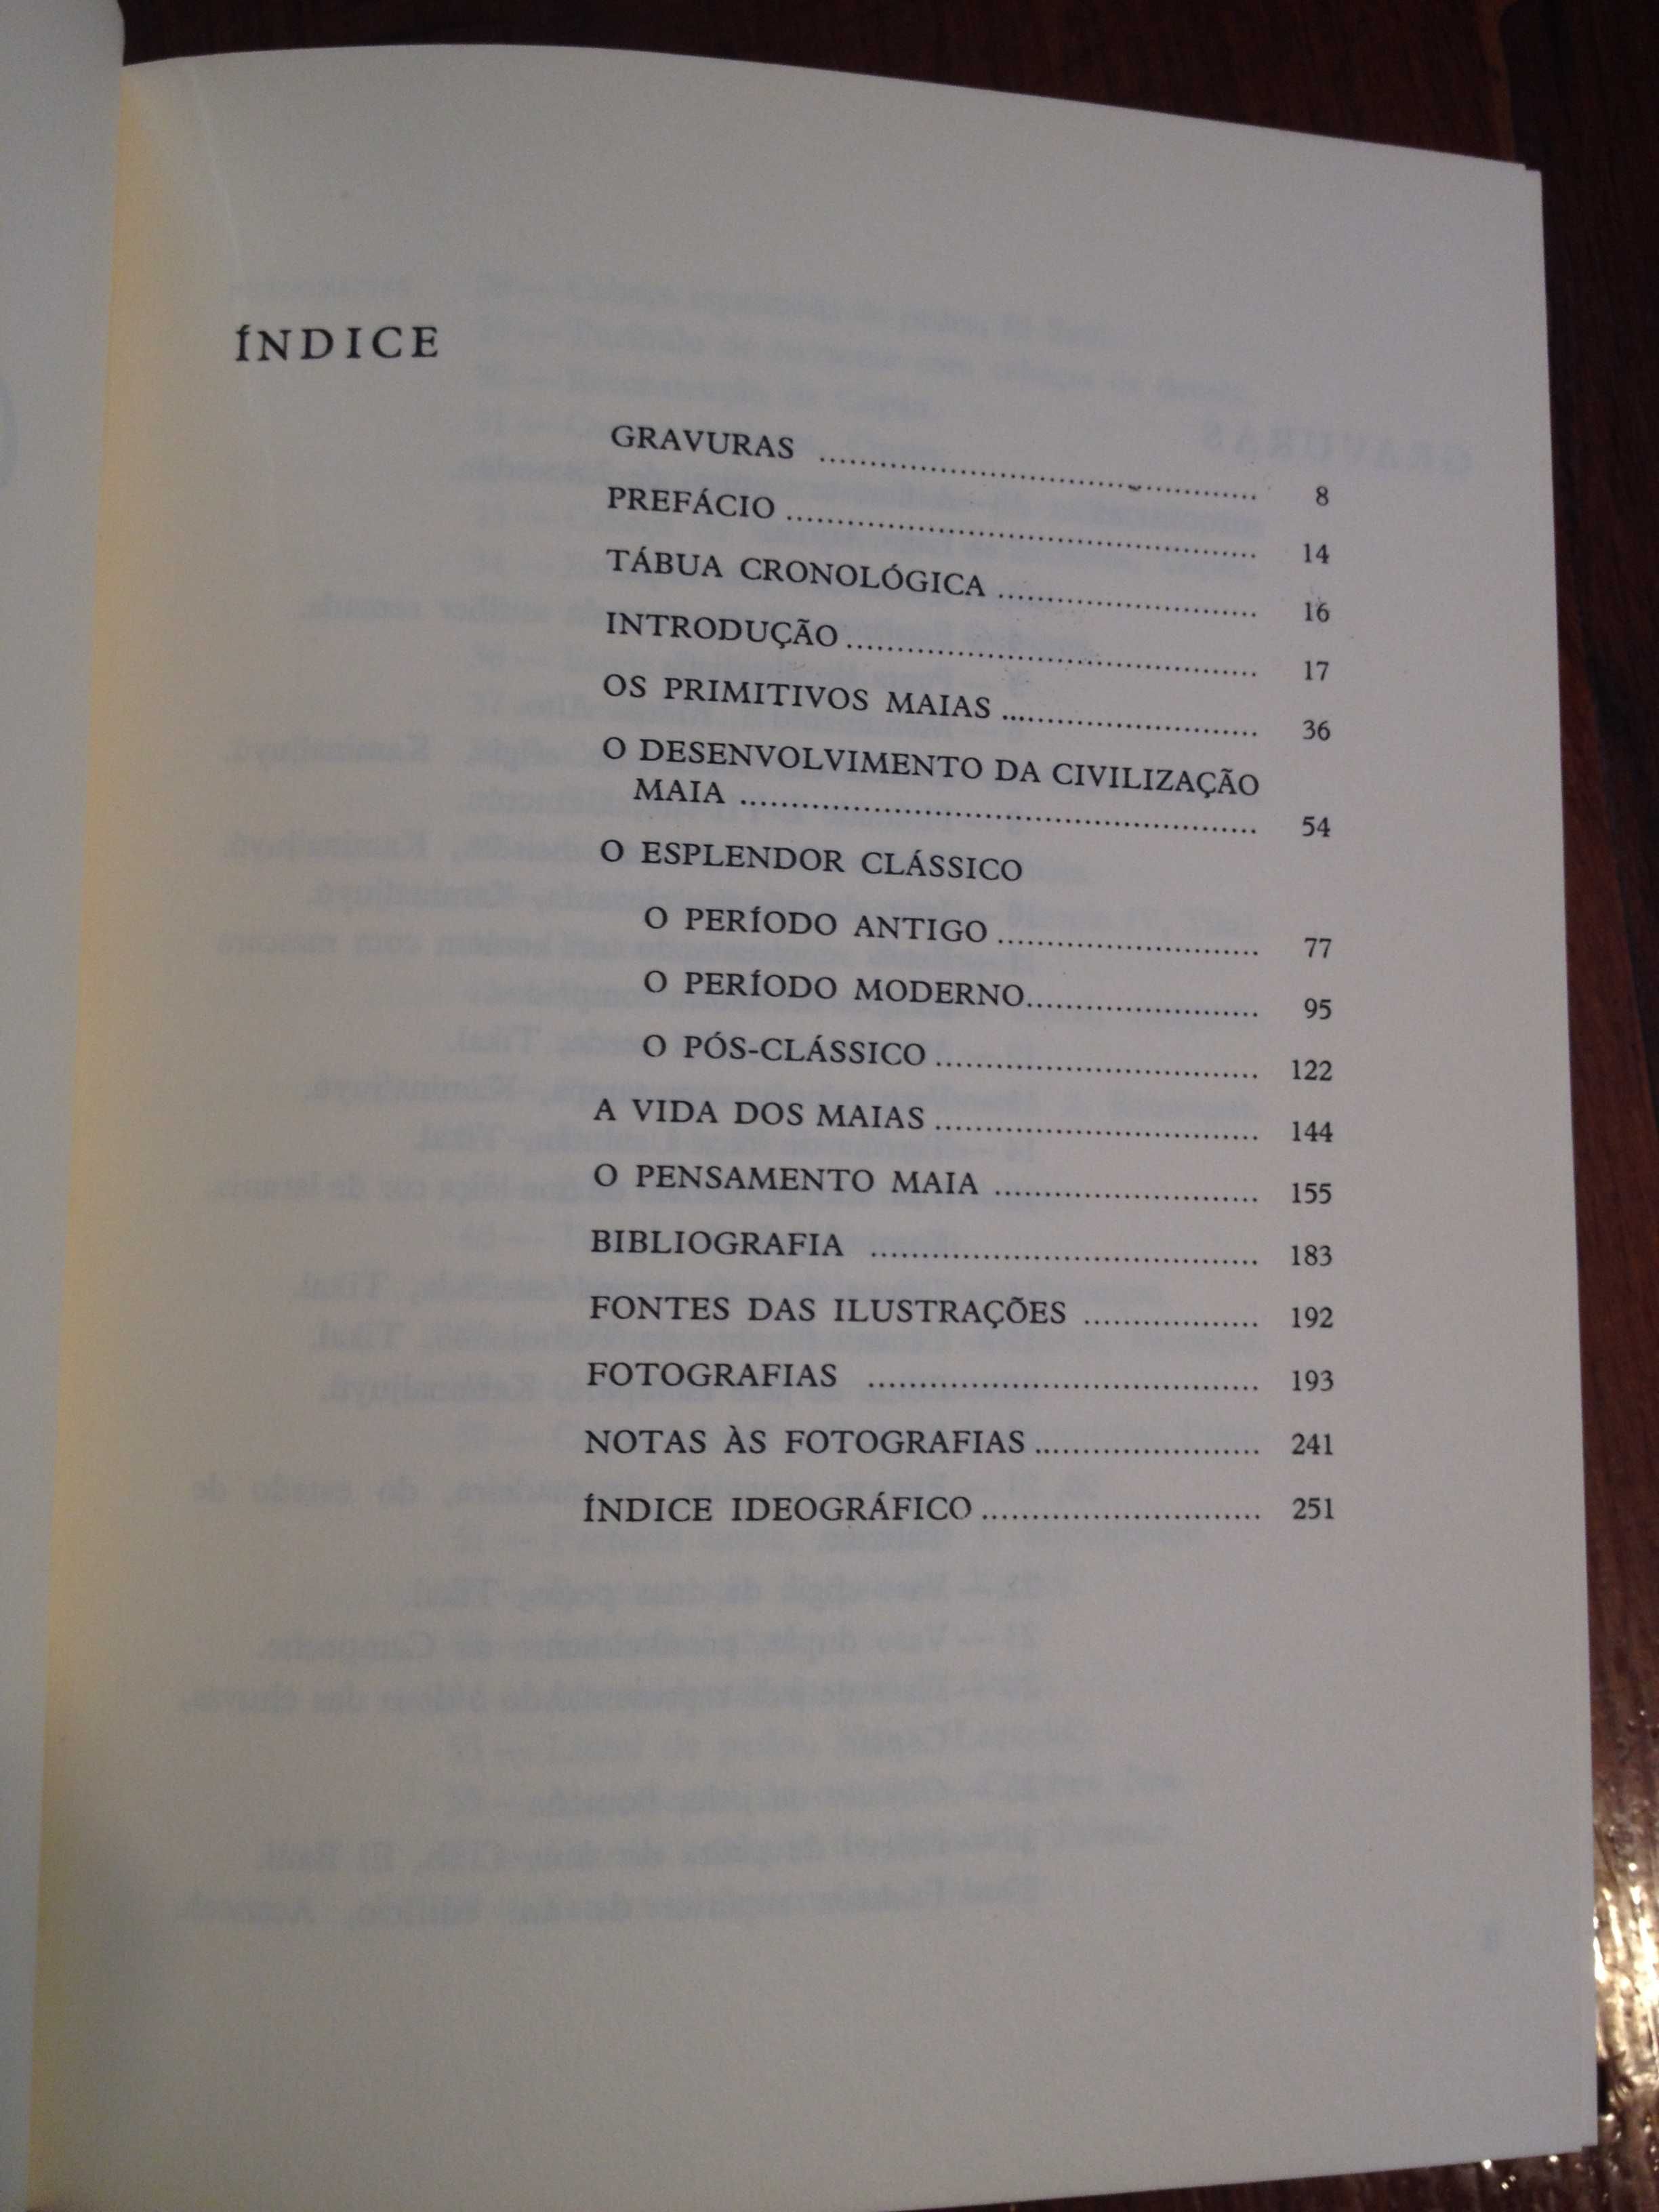 ÍNDICE
GRAVURAS ........................................ 8
PREFÁCIO ........................................ 14
TÁBUA CRONOLÓGICA ........................ 16
INTRODUÇÃO ........................................ 17
OS PRIMITIVOS MAIAS ........................ 36
O DESENVOLVIMENTO DA CIVILIZAÇÃO
MAIA ........................................ 54
O ESPLENDOR CLÁSSICO
O PERÍODO ANTIGO ........................ 77
O PERÍODO MODERNO ........................ 95
O PÓS-CLÁSSICO ........................ 122
A VIDA DOS MAIAS ........................ 144
O PENSAMENTO MAIA ........................ 155
BIBLIOGRAFIA ........................ 183
FONTES DAS ILUSTRAÇÕES ................. 192
FOTOGRAFIAS ........................ 193
NOTAS ÀS FOTOGRAFIAS ...................... 241
ÍNDICE IDEOGRÁFICO ........................ 251